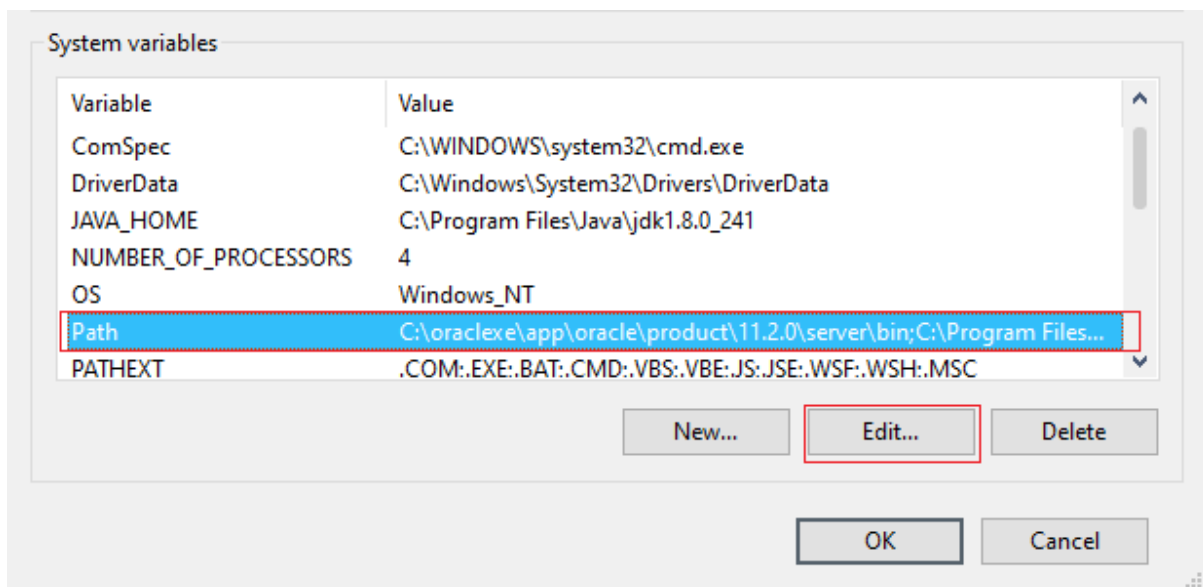 System variables
Variable Value
ComSpec C:\WINDOWS\system32\cmd.exe
DriverData C:\Windows\System32\Drivers\DriverData
JAVA_HOME C:\Program Files\Java\jdk1.8.0_241
NUMBER_OF_PROCESSORS 4
OS Windows_NT
Path C:\oraclexe\app\oracle\product\11.2.0\server\bin;C:\Program Files...
PATHEXT .COM;.EXE;.BAT;.CMD;.VBS;.VBE;.JS;.JSE;.WSF;.WSH;.MSC
New... Edit... Delete
OK Cancel